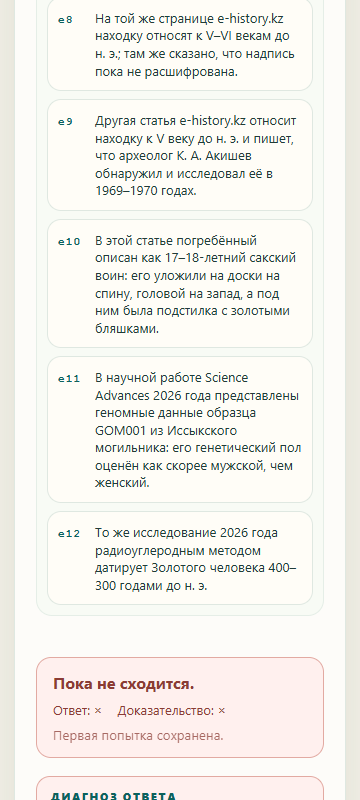 e8 На той же странице e-history.kz
находку относят к V–VI векам до
н. э.; там же сказано, что надпись
пока не расшифрована.
e9 Другая статья e-history.kz относит
находку к V веку до н. э. и пишет,
что археолог К. А. Акишев
обнаружил и исследовал её в
1969–1970 годах.
e10 В этой статье погребённый
описан как 17–18-летний сакский
воин: его уложили на доски на
спину, головой на запад, а под
ним была подстилка с золотыми
бляшками.
e11 В научной работе Science
Advances 2026 года представлены
геномные данные образца
GOM001 из Иссыкского
могильника: его генетический пол
оценён как скорее мужской, чем
женский.
e12 То же исследование 2026 года
радиоуглеродным методом
датирует Золотого человека 400–
300 годами до н. э.
Пока не сходится.
Ответ: × Доказательство: ×
Первая попытка сохранена.
ДИАГНОЗ ОТВЕТА